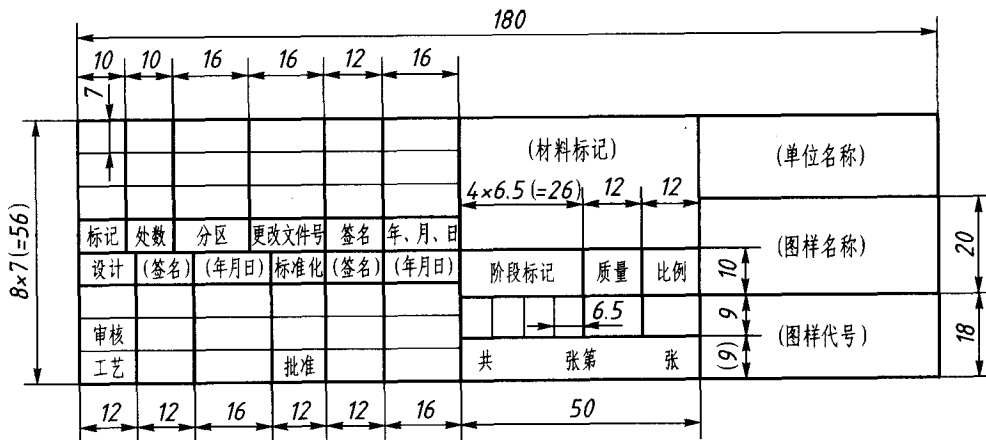 180
10 10 16 16 12 16
7
(材料标记)
(单位名称)
4×6.5(=26) 12 12
8×7(=56)
标记 处数 分区 更改文件号 签名 年、月、日
(图样名称)
20
设计 (签名) (年月日) 标准化 (签名) (年月日)
阶段标记 质量 比例
10
6.5
9
审核
(图样代号)
18
工艺 批准
共 张第 张
(9)
12 12 16 12 12 16 50